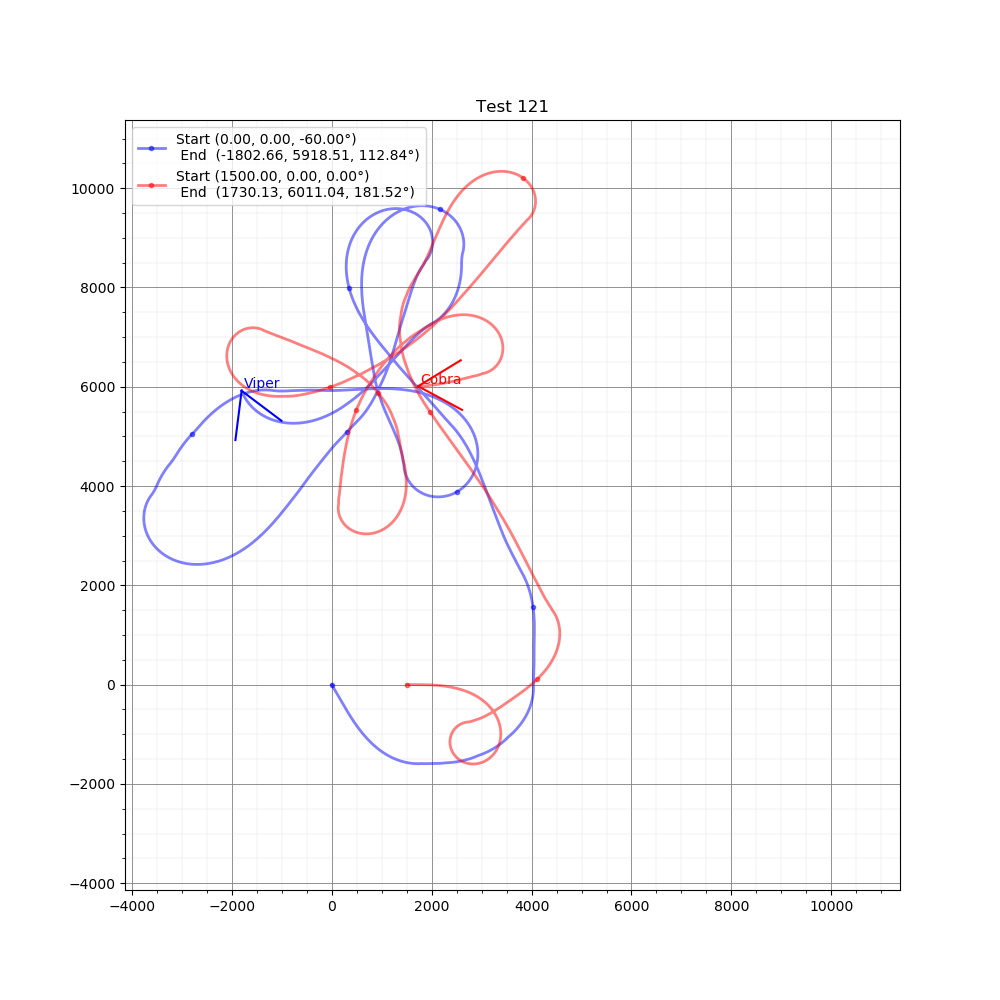 Test 121
Start (0.00, 0.00, -60.00°)
End (-1802.66, 5918.51, 112.84°)
Start (1500.00, 0.00, 0.00°)
End (1730.13, 6011.04, 181.52°)
10000
8000
6000
4000
2000
0
−2000
−4000
Viper
Cobra
−4000 −2000 0 2000 4000 6000 8000 10000